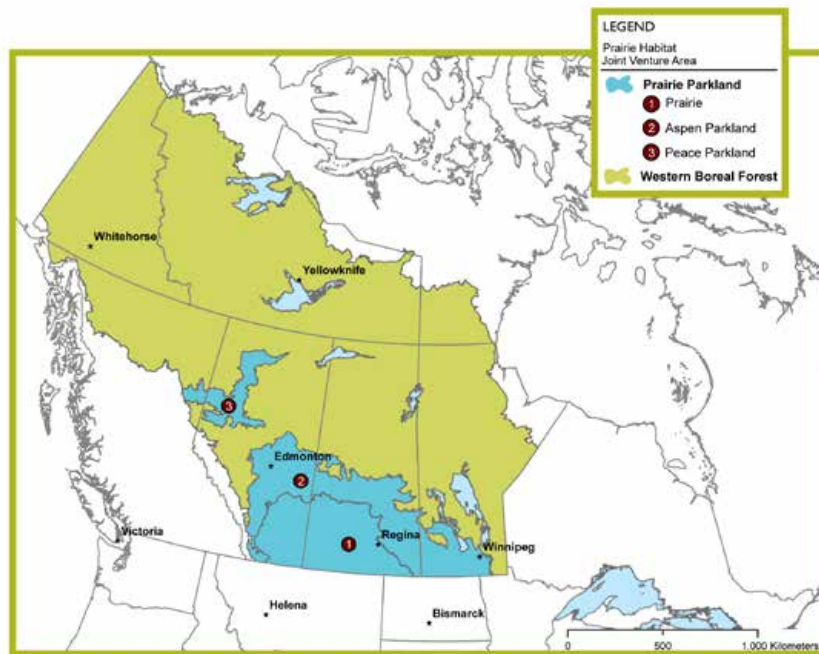 LEGEND
Prairie Habitat
Joint Venture Area
Prairie Parkland
1 Prairie
2 Aspen Parkland
3 Peace Parkland
Western Boreal Forest
Whitehorse
Yellowknife
3
Edmonton
2
Victoria
1
Regina
Winnipeg
Helena
Bismarck
0 500 1,000 Kilometers